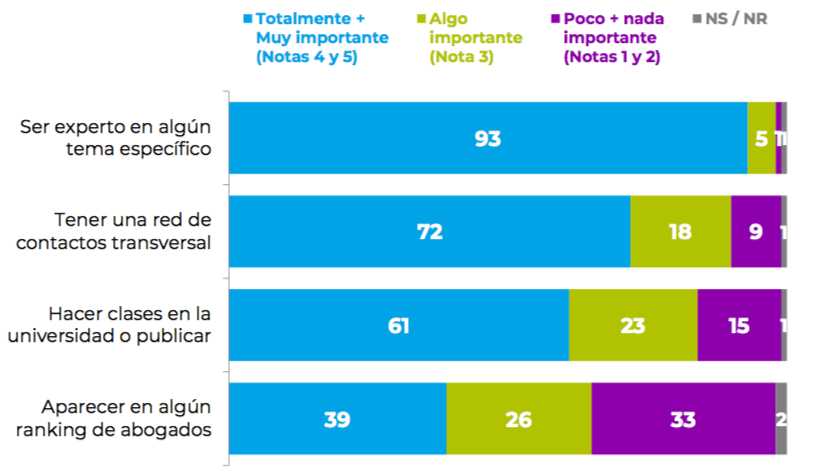 Totalmente +
Muy importante
(Notas 4 y 5)
Algo
importante
(Nota 3)
Poco + nada
importante
(Notas 1 y 2)
NS / NR
Ser experto en algún
tema específico
93 5 1 1
Tener una red de
contactos transversal
72 18 9 1
Hacer clases en la
universidad o publicar
61 23 15 1
Aparecer en algún
ranking de abogados
39 26 33 2